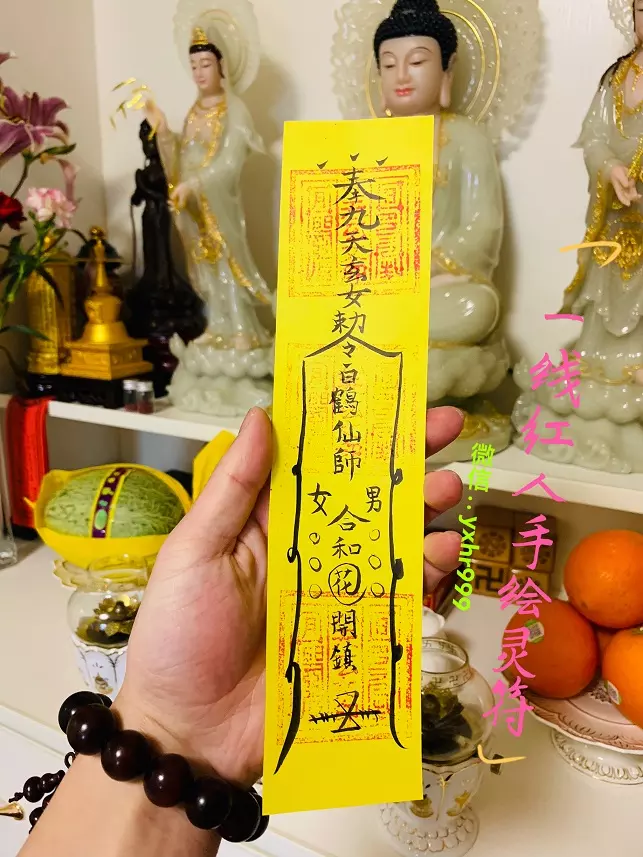 奉九天玄女勅令白鶴仙師
女
男
合和花開鎮
一线红人手绘灵符
微信：yxhr999